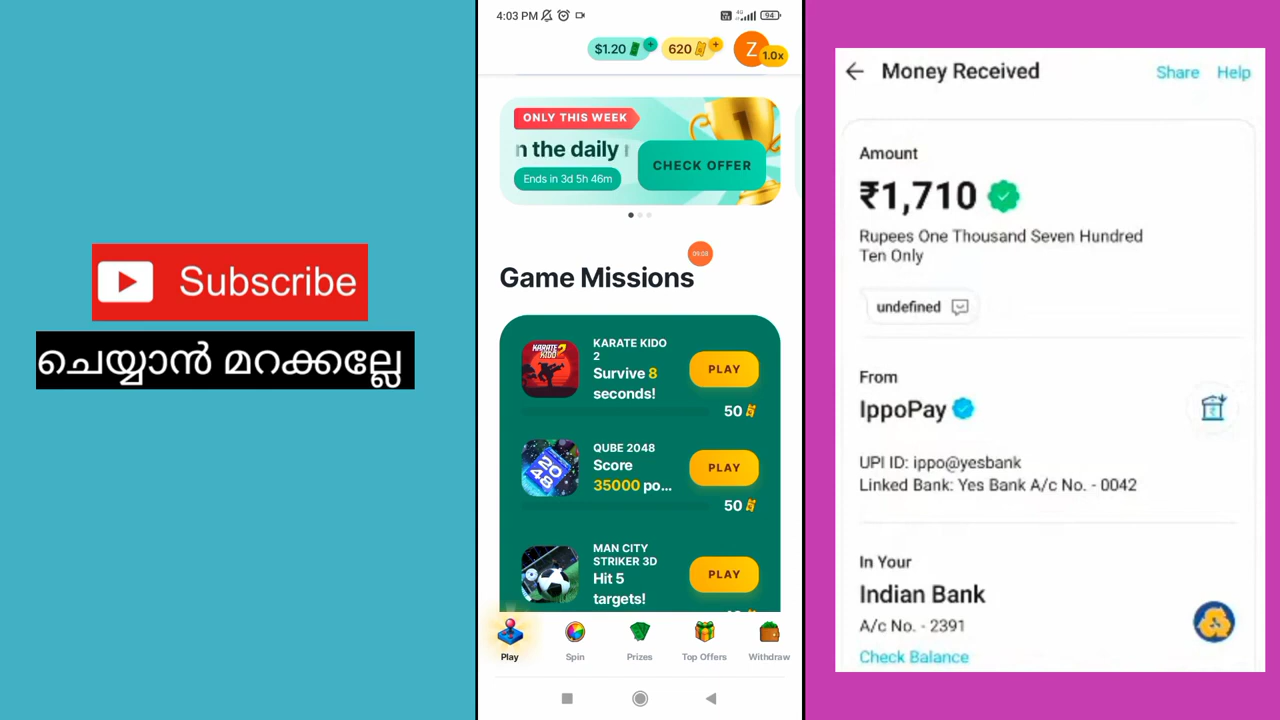 Subscribe
ചെയ്യാൻ മറക്കല്ലേ
4:03 PM
4G
94
$1.20
620
Z
1.0x
ONLY THIS WEEK
n the daily
CHECK OFFER
Ends in 3d 5h 46m
Game Missions
KARATE KIDO
2
Survive 8
seconds!
PLAY
50
QUBE 2048
Score
35000 po...
PLAY
50
MAN CITY
STRIKER 3D
Hit 5
targets!
PLAY
Play
Spin
Prizes
Top Offers
Withdraw
Money Received
Share
Help
Amount
₹1,710
Rupees One Thousand Seven Hundred
Ten Only
undefined
From
IppoPay
UPI ID: ippo@yesbank
Linked Bank: Yes Bank A/c No. - 0042
In Your
Indian Bank
A/c No. - 2391
Check Balance